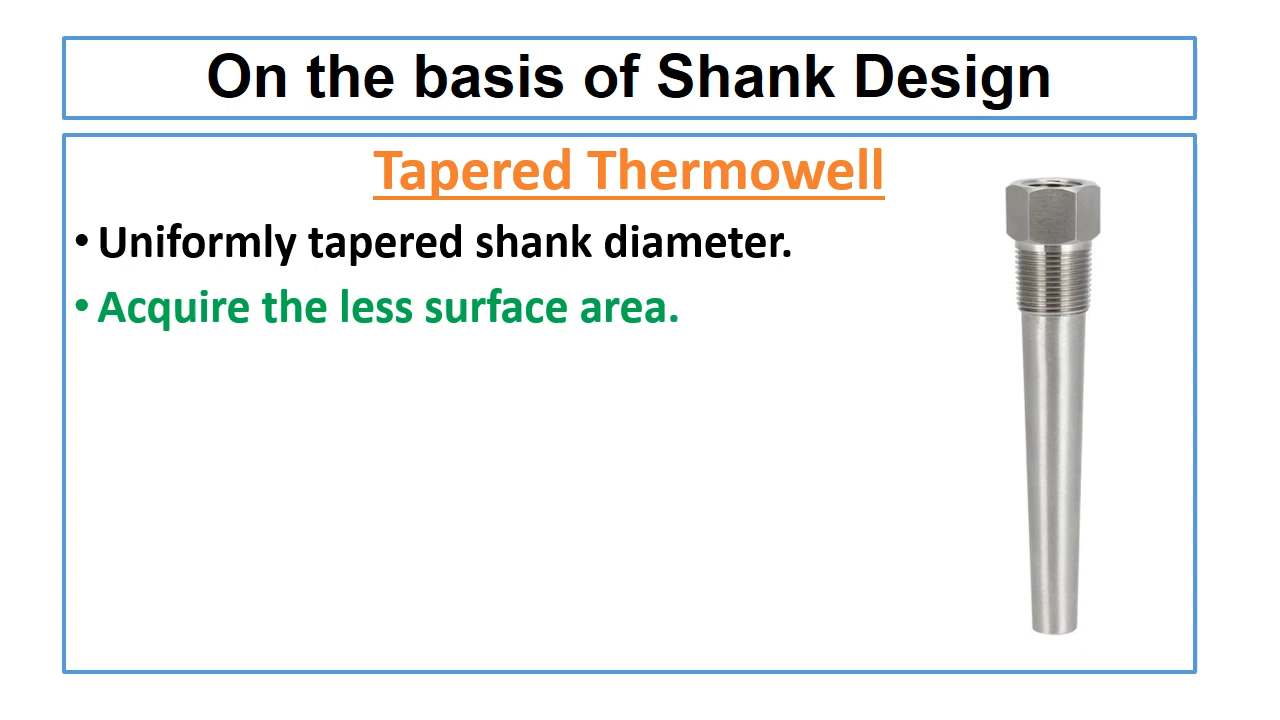 On the basis of Shank Design
Tapered Thermowell
• Uniformly tapered shank diameter.
• Acquire the less surface area.